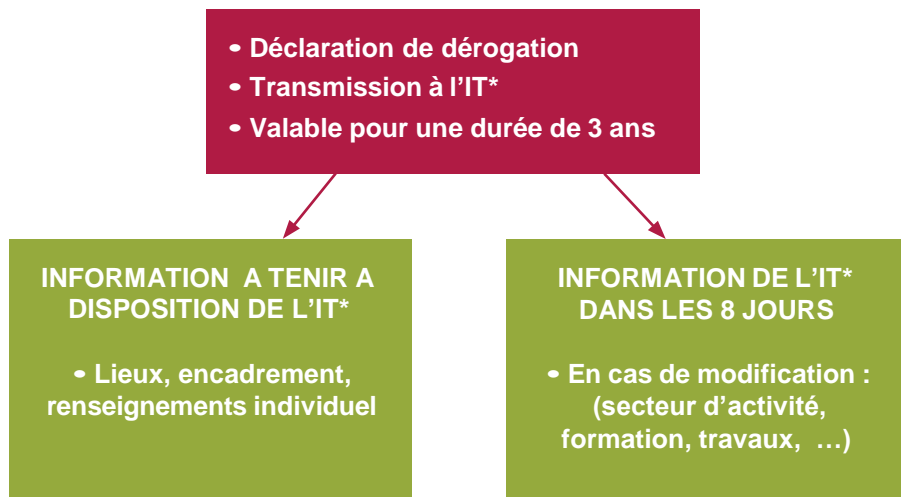 • Déclaration de dérogation
• Transmission à l’IT*
• Valable pour une durée de 3 ans
INFORMATION A TENIR A
DISPOSITION DE L’IT*
• Lieux, encadrement,
renseignements individuel
INFORMATION DE L’IT*
DANS LES 8 JOURS
• En cas de modification :
(secteur d’activité,
formation, travaux, …)